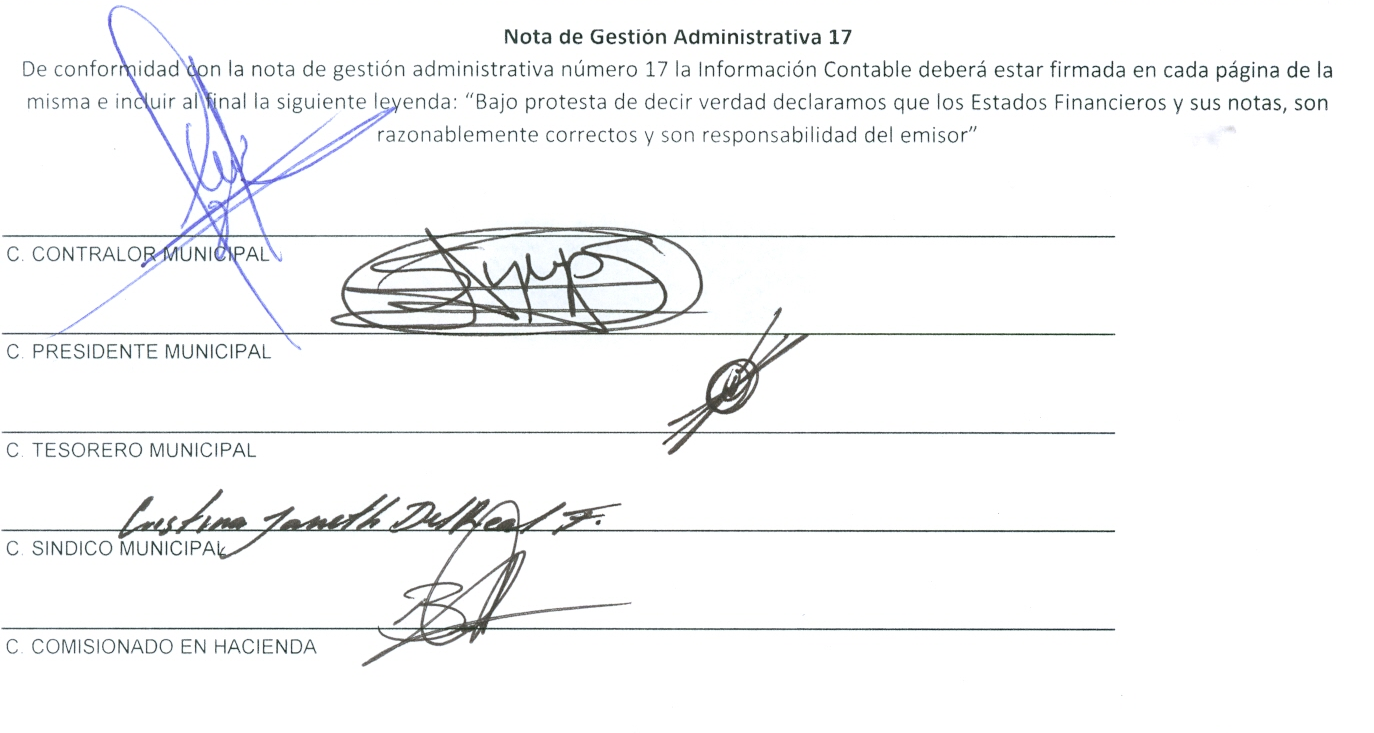 Nota de Gestión Administrativa 17
De conformidad con la nota de gestión administrativa número 17 la Información Contable deberá estar firmada en cada página de la
misma e incluir al final la siguiente leyenda: “Bajo protesta de decir verdad declaramos que los Estados Financieros y sus notas, son
razonablemente correctos y son responsabilidad del emisor”
C. CONTRALOR MUNICIPAL
C. PRESIDENTE MUNICIPAL
C. TESORERO MUNICIPAL
Cristina Janeth Del Real F.
C. SINDICO MUNICIPAL
C. COMISIONADO EN HACIENDA